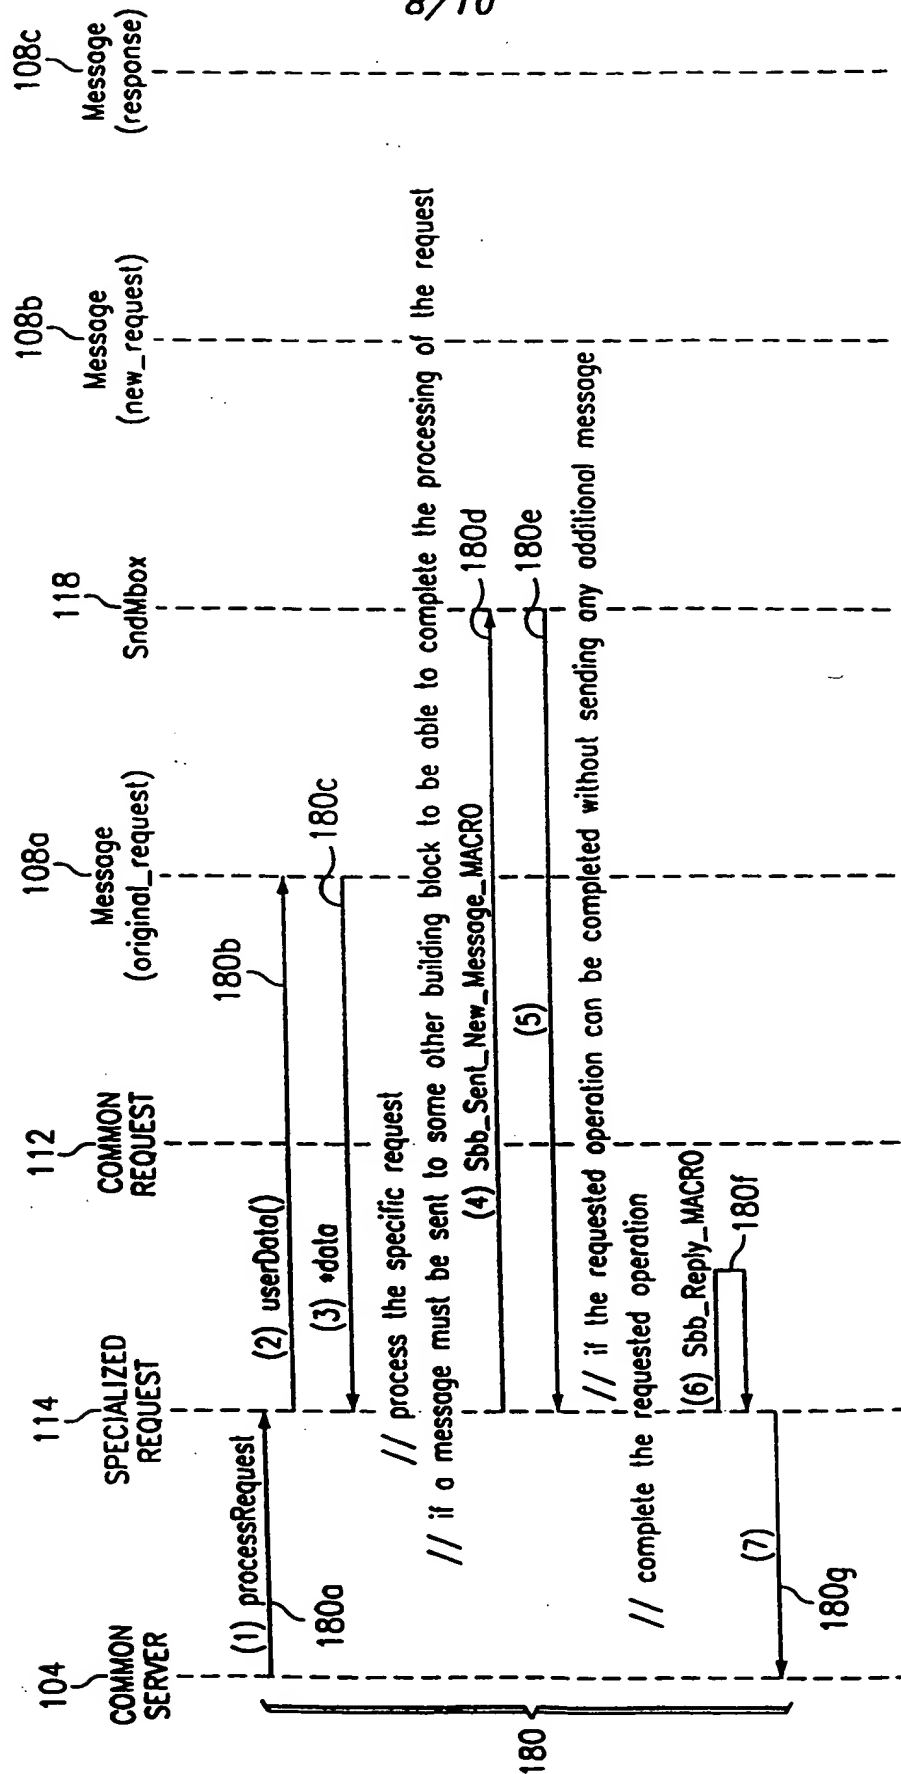 8/10
104
COMMON
SERVER
114
SPECIALIZED
REQUEST
112
COMMON
REQUEST
108a
Message
(original_request)
118
SndMbox
108b
Message
(new_request)
108c
Message
(response)
(1) processRequest
180a
(2) userData()
180b
(3) *data
180c
// process the specific request
// if a message must be sent to some other building block to be able to complete the processing of the request
(4) Sbb_Sent_New_Message_MACRO
180d
(5)
180e
// if the requested operation can be completed without sending any additional message
// complete the requested operation
(6) Sbb_Reply_MACRO
180f
(7)
180g
180